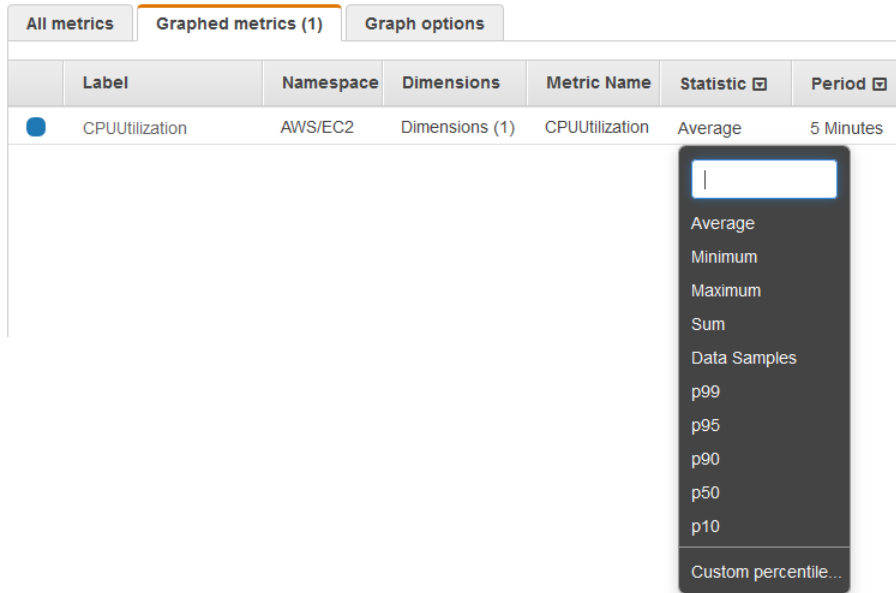 All metrics Graphed metrics (1) Graph options
Label Namespace Dimensions Metric Name Statistic Period
CPUUtilization AWS/EC2 Dimensions (1) CPUUtilization Average 5 Minutes
Average
Minimum
Maximum
Sum
Data Samples
p99
p95
p90
p50
p10
Custom percentile...